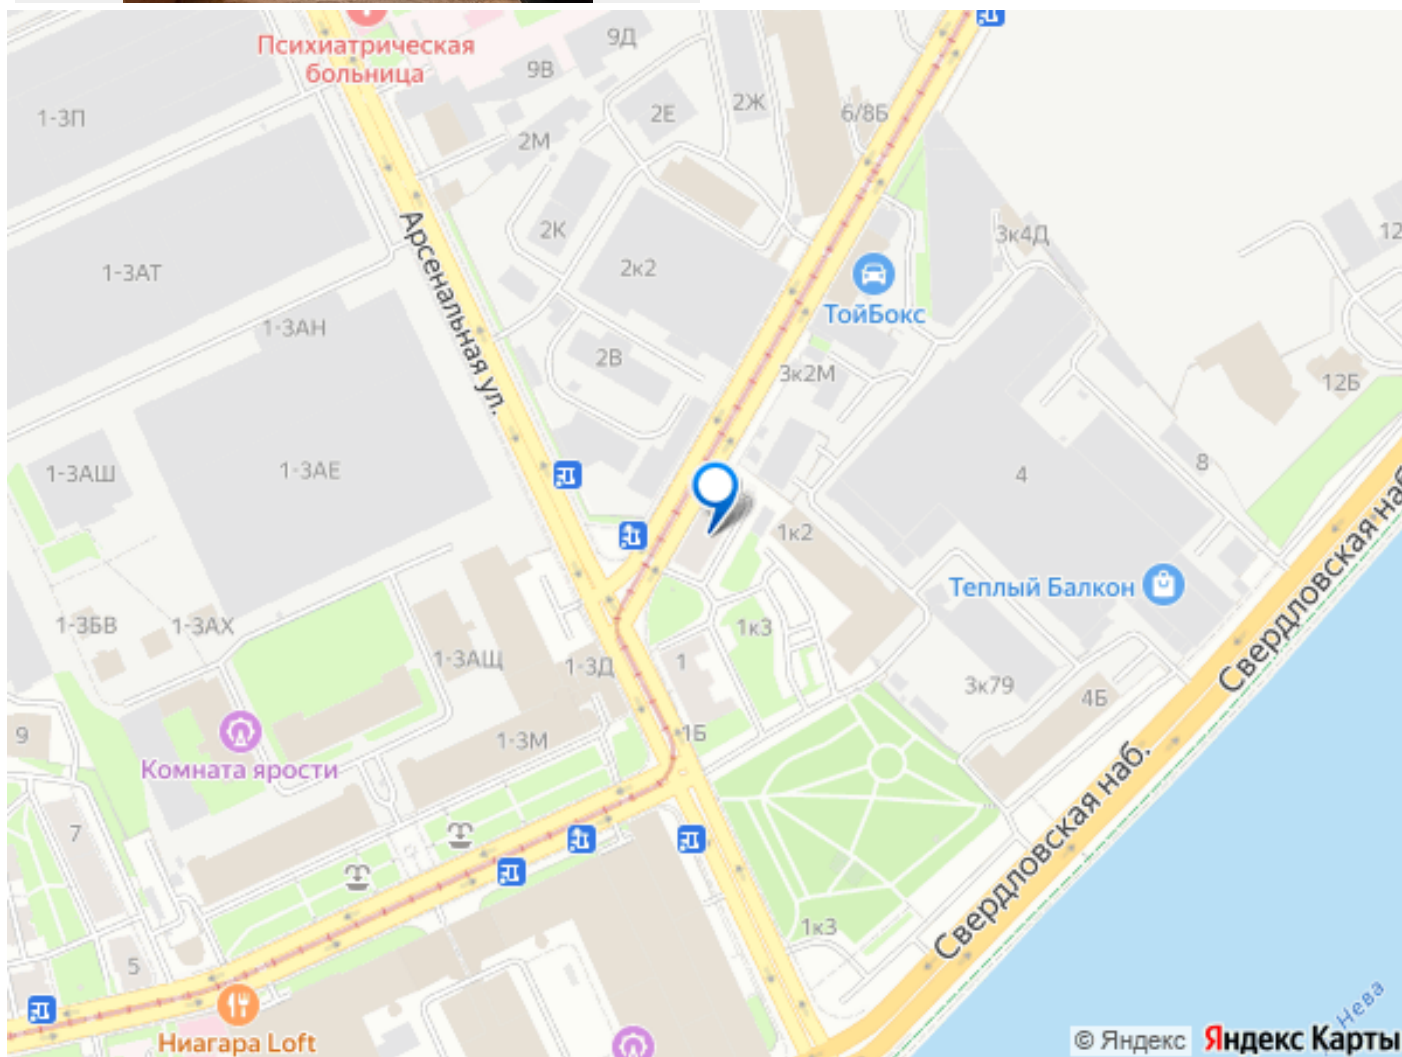 Психиатрическая
больница
9Д
9В
2Ж
2Е
6/8Б
1-3П
2М
Арсенальная ул.
2К
3к4Д
12
1-3АТ
2к2
ТойБокс
1-3АН
2В
3к2М
12Б
1-3АШ
1-3АЕ
4
8
1к2
Свердловская наб.
Теплый Балкон
1-3БВ
1-3АХ
1к3
1-3АЩ
1-3Д
1
3к79
4Б
9
1Б
1-3М
Комната ярости
7
Свердловская наб.
1к3
5
Нева
Ниагара Loft
© Яндекс Яндекс Карты